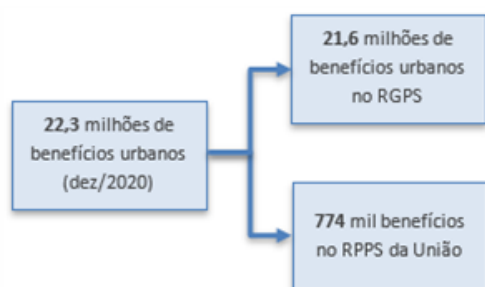 22,3 milhões de
benefícios urbanos
(dez/2020)
21,6 milhões de
benefícios urbanos
no RGPS
774 mil benefícios
no RPPS da União